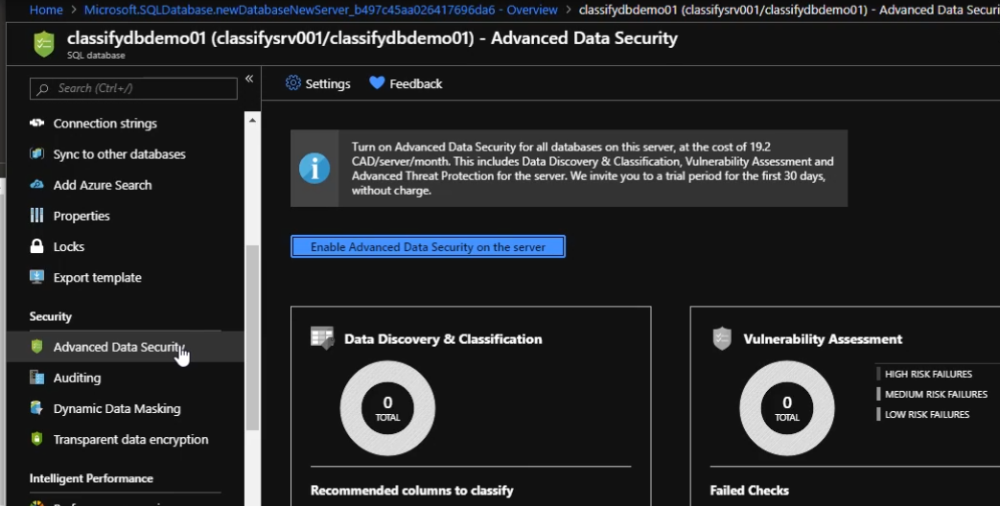 Home > Microsoft.SQLDatabase.newDatabaseNewServer_b497c45aa026417696da6 - Overview > classifydbdemo01 (classifysrv001/classifydbdemo01) - Advanced Data Securi
classifydbdemo01 (classifysrv001/classifydbdemo01) - Advanced Data Security
SQL database
Search (Ctrl+/)
«
Connection strings
Sync to other databases
Add Azure Search
Properties
Locks
Export template
Security
Advanced Data Security
Auditing
Dynamic Data Masking
Transparent data encryption
Intelligent Performance
Settings
Feedback
Turn on Advanced Data Security for all databases on this server, at the cost of 19.2
CAD/server/month. This includes Data Discovery & Classification, Vulnerability Assessment and
Advanced Threat Protection for the server. We invite you to a trial period for the first 30 days,
without charge.
Enable Advanced Data Security on the server
Data Discovery & Classification
0
TOTAL
Recommended columns to classify
Vulnerability Assessment
0
TOTAL
HIGH RISK FAILURES
MEDIUM RISK FAILURES
LOW RISK FAILURES
Failed Checks